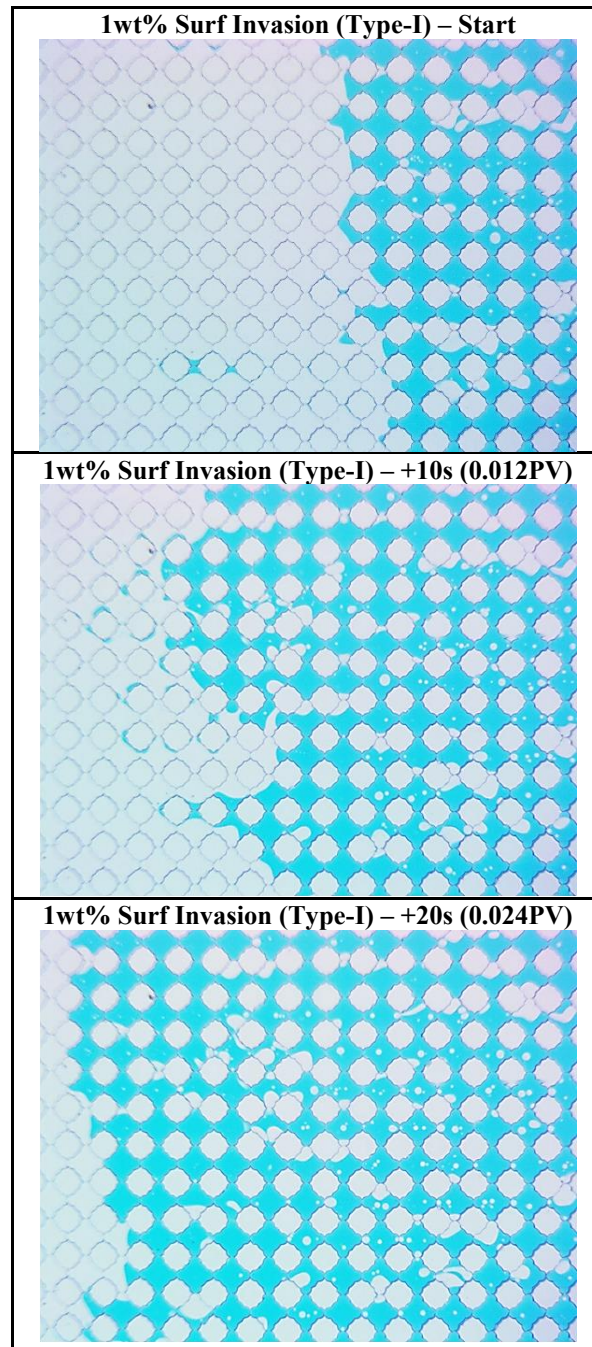 1wt% Surf Invasion (Type-I) – Start
1wt% Surf Invasion (Type-I) – +10s (0.012PV)
1wt% Surf Invasion (Type-I) – +20s (0.024PV)